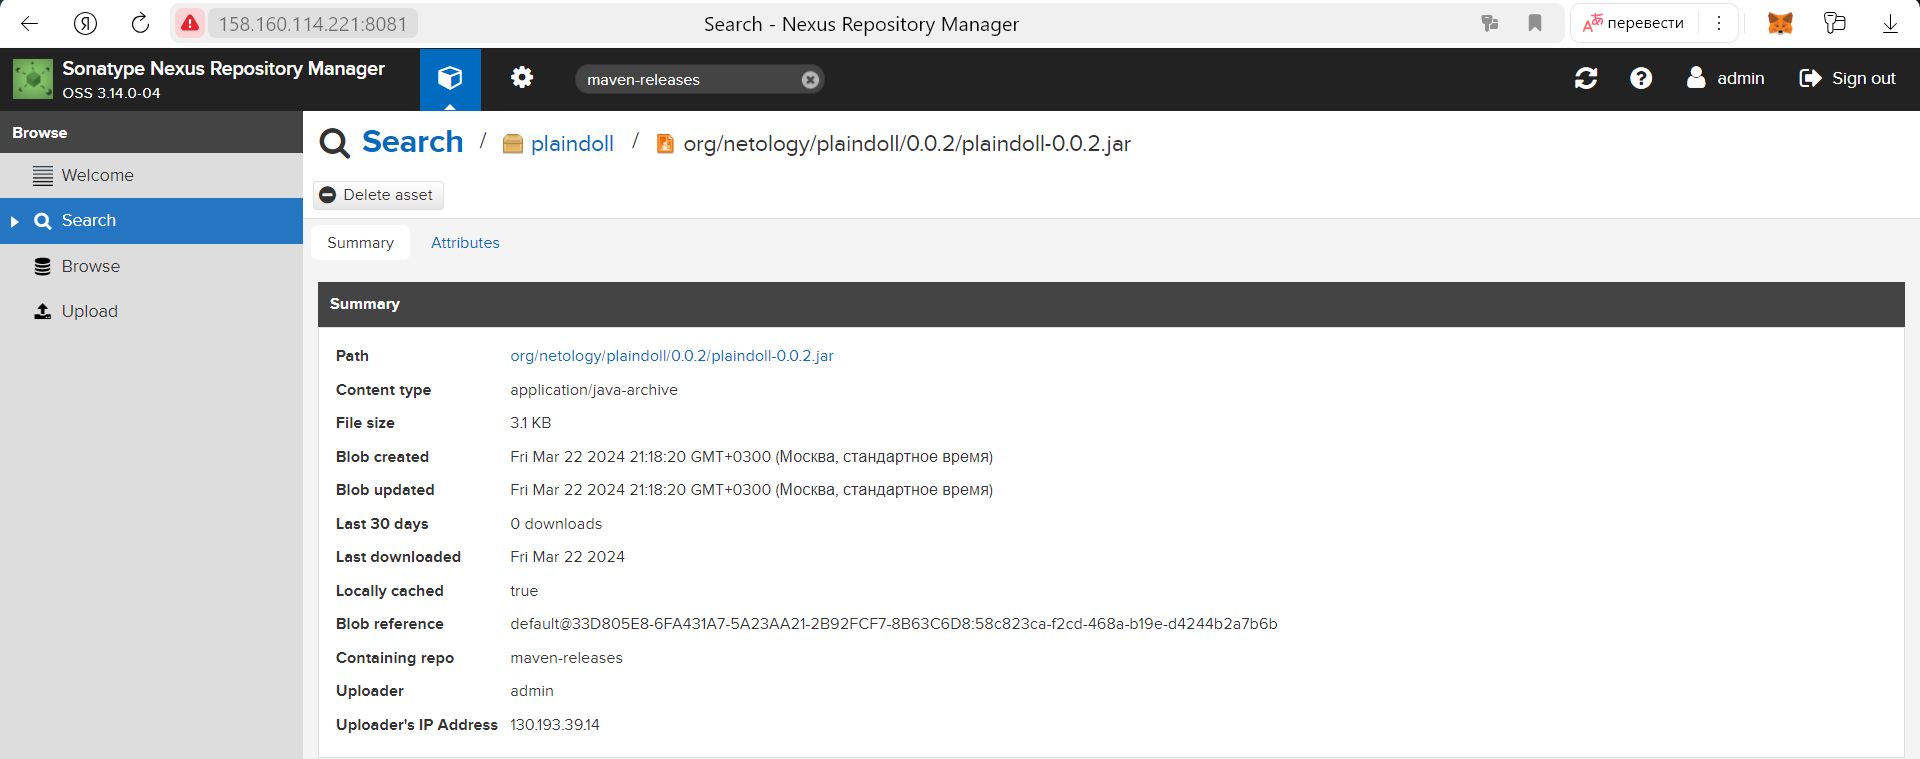 158.160.114.221:8081
Search - Nexus Repository Manager
перевести
Sonatype Nexus Repository Manager
OSS 3.14.0-04
maven-releases
admin
Sign out
Browse
Welcome
Search
Browse
Upload
Search / plaindoll / org/netology/plaindoll/0.0.2/plaindoll-0.0.2.jar
Delete asset
Summary Attributes
Summary
Path org/netology/plaindoll/0.0.2/plaindoll-0.0.2.jar
Content type application/java-archive
File size 3.1 KB
Blob created Fri Mar 22 2024 21:18:20 GMT+0300 (Москва, стандартное время)
Blob updated Fri Mar 22 2024 21:18:20 GMT+0300 (Москва, стандартное время)
Last 30 days 0 downloads
Last downloaded Fri Mar 22 2024
Locally cached true
Blob reference default@33D805E8-6FA431A7-5A23AA21-2B92FCF7-8B63C6D8:58c823ca-f2cd-468a-b19e-d4244b2a7b6b
Containing repo maven-releases
Uploader admin
Uploader's IP Address 130.193.39.14